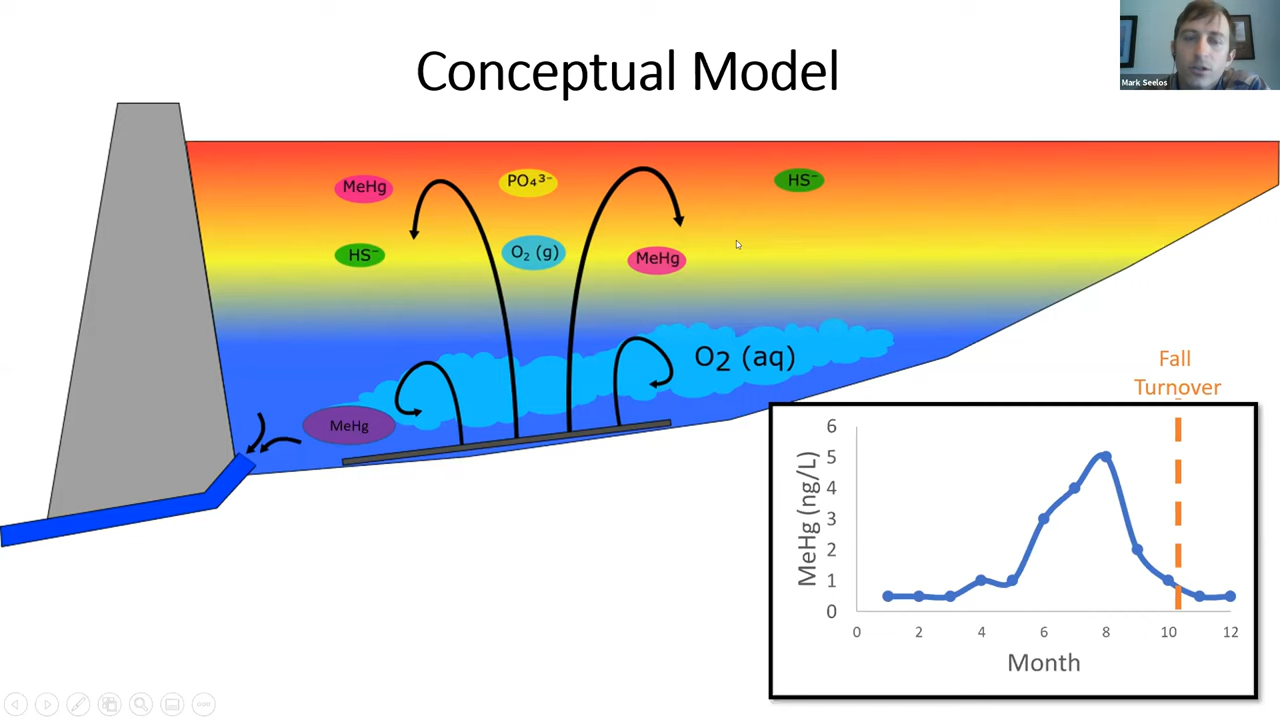 Conceptual Model
Mark Seelos
MeHg
PO₄³⁻
HS⁻
HS⁻
O₂ (g)
MeHg
O2 (aq)
MeHg
Fall
Turnover
MeHg (ng/L)
6
5
4
3
2
1
0
0 2 4 6 8 10 12
Month